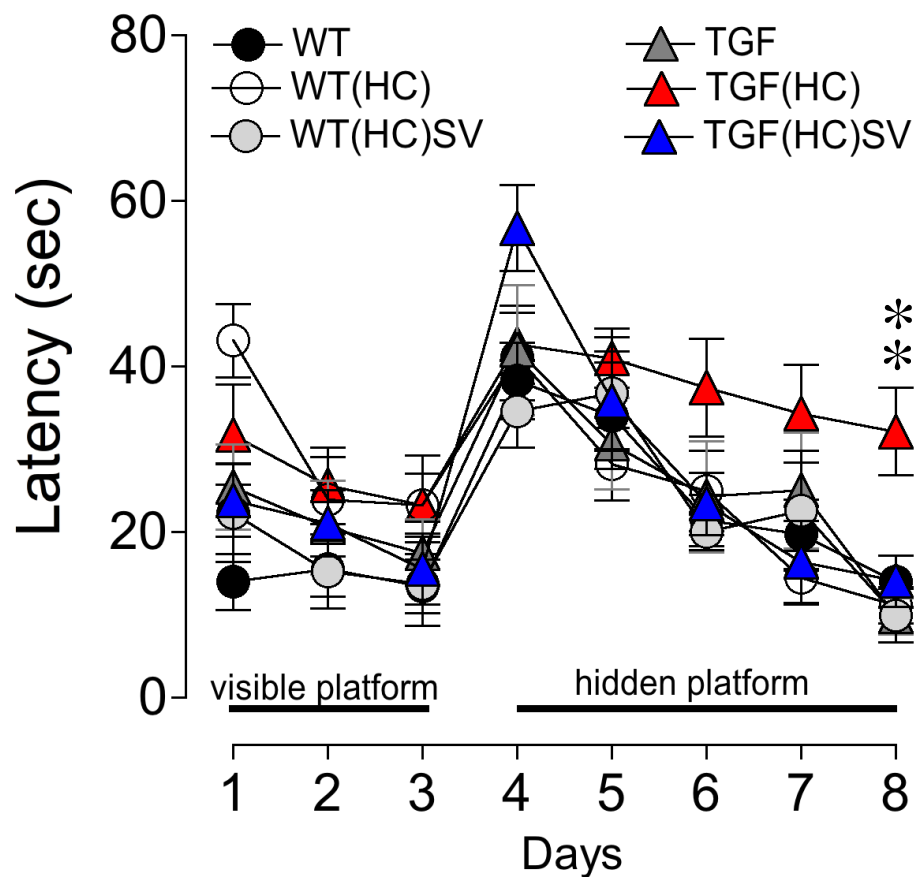 80
60
40
20
0
Latency (sec)
WT
WT(HC)
WT(HC)SV
TGF
TGF(HC)
TGF(HC)SV
**
visible platform
hidden platform
1 2 3 4 5 6 7 8
Days